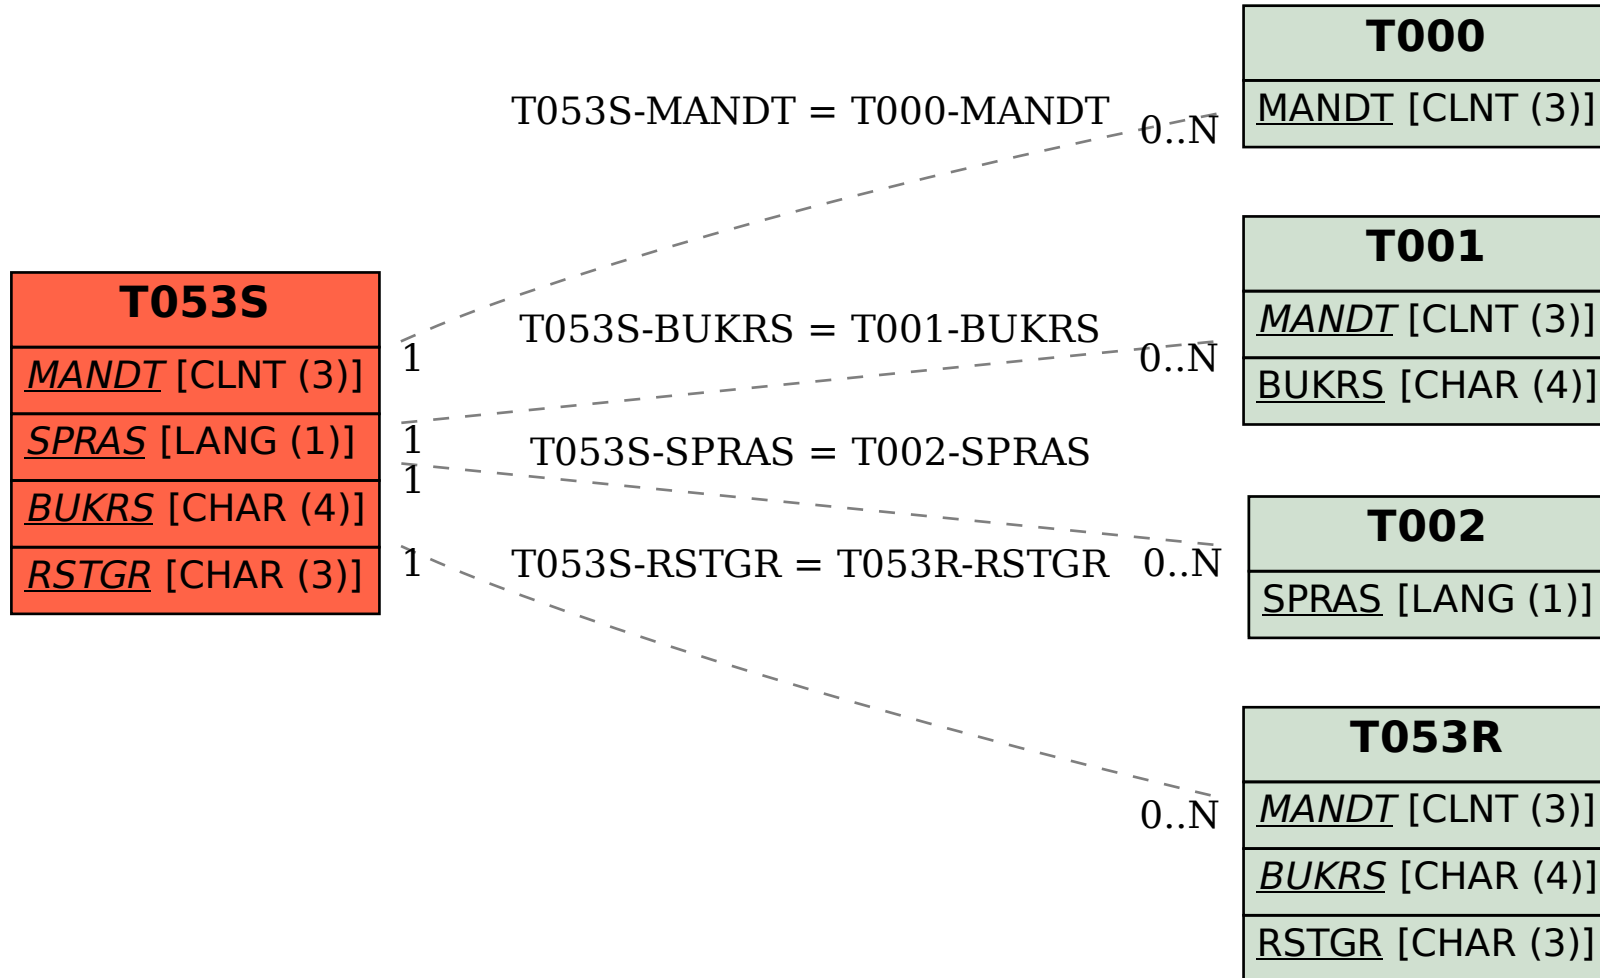 T000
MANDT [CLNT (3)]
T053S-MANDT = T000-MANDT
0..N
T001
MANDT [CLNT (3)]
BUKRS [CHAR (4)]
T053S
MANDT [CLNT (3)]
SPRAS [LANG (1)]
BUKRS [CHAR (4)]
RSTGR [CHAR (3)]
1
T053S-BUKRS = T001-BUKRS
0..N
1
T053S-SPRAS = T002-SPRAS
1
T002
SPRAS [LANG (1)]
1
T053S-RSTGR = T053R-RSTGR
0..N
T053R
MANDT [CLNT (3)]
BUKRS [CHAR (4)]
RSTGR [CHAR (3)]
0..N